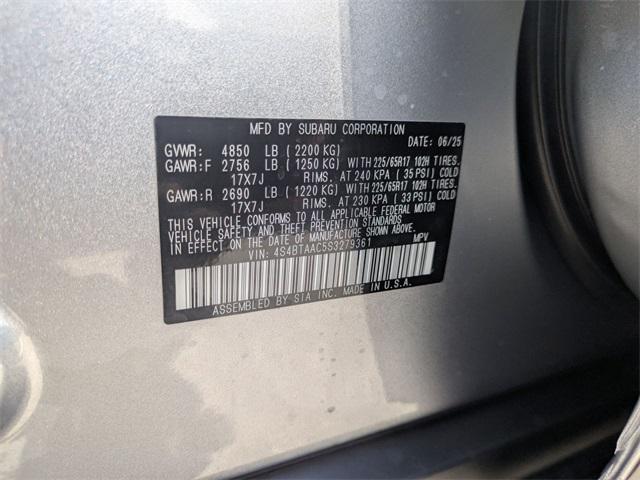 MFD BY SUBARU CORPORATION
DATE: 06/25
GVWR: 4850 LB (2200 KG)
GAWR:F 2756 LB (1250 KG) WITH 225/65R17 102H TIRES.
17X7J RIMS. AT 240 KPA (35 PSI) COLD
GAWR:R 2690 LB (1220 KG) WITH 225/65R17 102H TIRES.
17X7J RIMS. AT 230 KPA (33 PSI) COLD
THIS VEHICLE CONFORMS TO ALL APPLICABLE FEDERAL MOTOR
VEHICLE SAFETY AND THEFT PREVENTION STANDARDS
IN EFFECT ON THE DATE OF MANUFACTURE SHOWN ABOVE.
VIN: 4S4BTAAC5S3279361 MPV
ASSEMBLED BY SIA INC. MADE IN U.S.A.